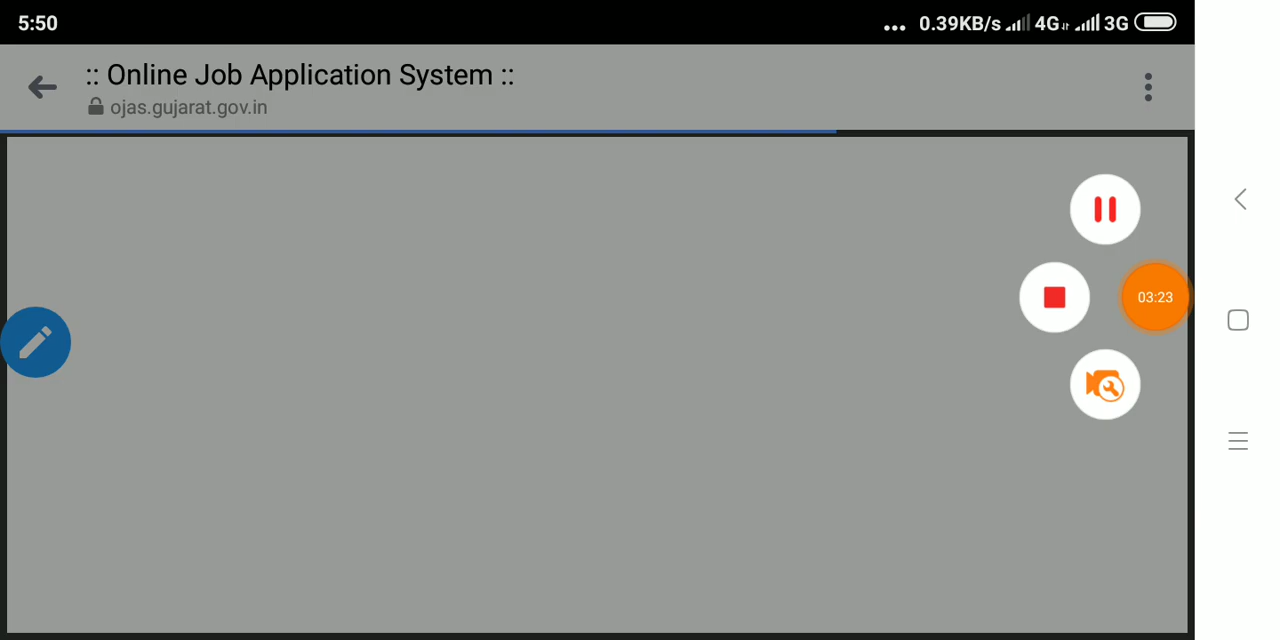 5:50
... 0.39KB/s 4G 3G
:: Online Job Application System ::
ojas.gujarat.gov.in
03:23